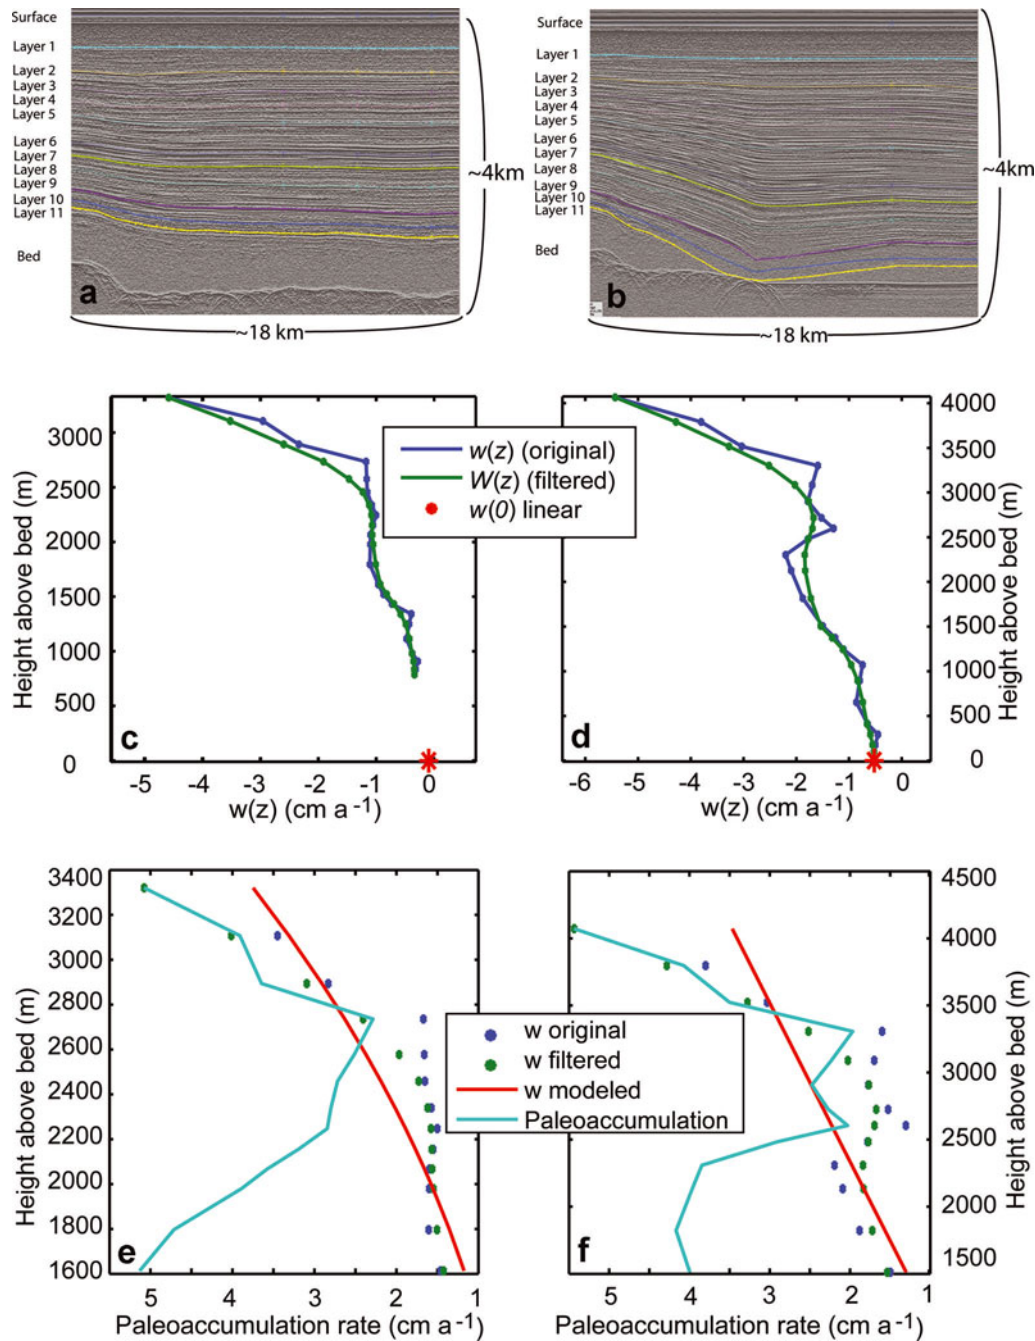 Surface
Layer 1
Layer 2
Layer 3
Layer 4
Layer 5
Layer 6
Layer 7
Layer 8
Layer 9
Layer 10
Layer 11
Bed
a
~4km
~18 km
Surface
Layer 1
Layer 2
Layer 3
Layer 4
Layer 5
Layer 6
Layer 7
Layer 8
Layer 9
Layer 10
Layer 11
Bed
b
~4km
~18 km
Height above bed (m)
3000
2500
2000
1500
1000
500
0
c
-5 -4 -3 -2 -1 0
w(z) (cm a-1)
w(z) (original)
W(z) (filtered)
w(0) linear
4000
3500
3000
2500
2000
1500
1000
500
0
Height above bed (m)
d
-6 -5 -4 -3 -2 -1 0
w(z) (cm a-1)
Height above bed (m)
3400
3200
3000
2800
2600
2400
2200
2000
1800
1600
e
5 4 3 2 1
Paleoaccumulation rate (cm a-1)
w original
w filtered
w modeled
Paleoaccumulation
4500
4000
3500
3000
2500
2000
1500
Height above bed (m)
f
5 4 3 2 1
Paleoaccumulation rate (cm a-1)